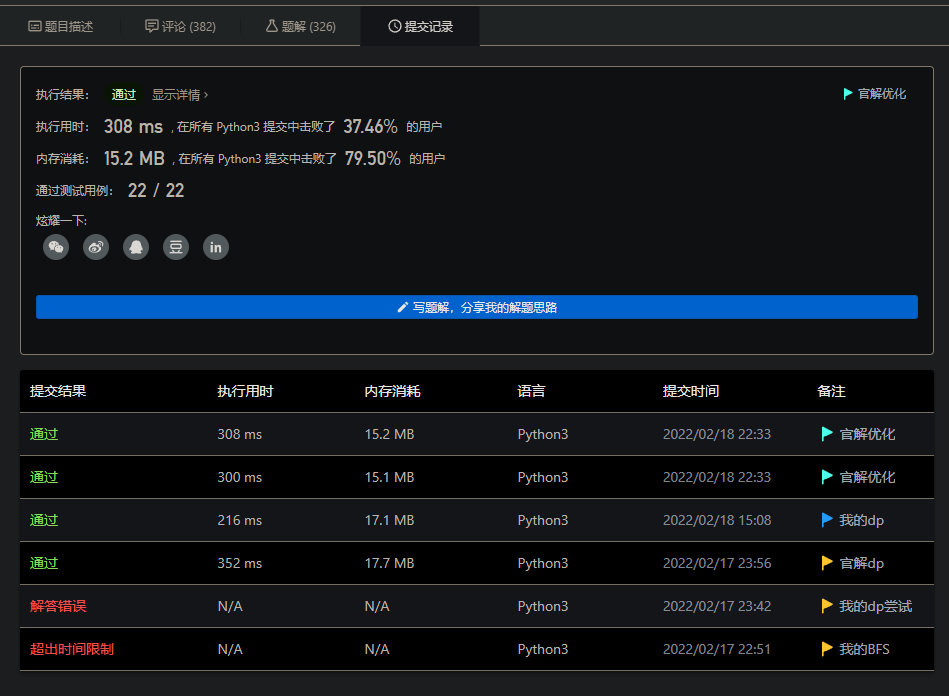 题目描述 评论 (382) 题解 (326) 提交记录
执行结果： 通过 显示详情 › 官解优化
执行用时： 308 ms , 在所有 Python3 提交中击败了 37.46% 的用户
内存消耗： 15.2 MB , 在所有 Python3 提交中击败了 79.50% 的用户
通过测试用例： 22 / 22
炫耀一下:
豆 in
写题解，分享我的解题思路
提交结果 执行用时 内存消耗 语言 提交时间 备注
通过 308 ms 15.2 MB Python3 2022/02/18 22:33 官解优化
通过 300 ms 15.1 MB Python3 2022/02/18 22:33 官解优化
通过 216 ms 17.1 MB Python3 2022/02/18 15:08 我的dp
通过 352 ms 17.7 MB Python3 2022/02/17 23:56 官解dp
解答错误 N/A N/A Python3 2022/02/17 23:42 我的dp尝试
超出时间限制 N/A N/A Python3 2022/02/17 22:51 我的BFS